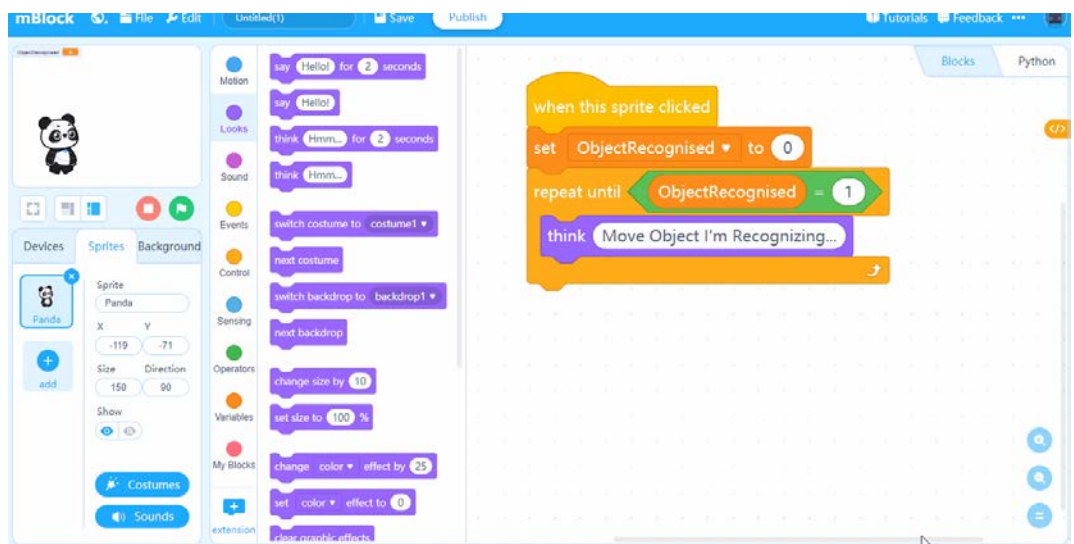 mBlock File Edit Untitled(1) Save Publish Tutorials Feedback
Blocks Python
Motion
Looks
Sound
Events
Control
Sensing
Operators
Variables
My Blocks
extension
say Hello! for 2 seconds
say Hello!
think Hmm... for 2 seconds
think Hmm...
switch costume to costume1
next costume
switch backdrop to backdrop1
next backdrop
change size by 10
set size to 100 %
change color effect by 25
set color effect to 0
clear graphic effects
when this sprite clicked
set ObjectRecognised to 0
repeat until ObjectRecognised = 1
think Move Object I'm Recognizing...
Devices Sprites Background
Panda
add
Sprite
Panda
X Y
-119 -71
Size Direction
150 90
Show
Costumes
Sounds
</>